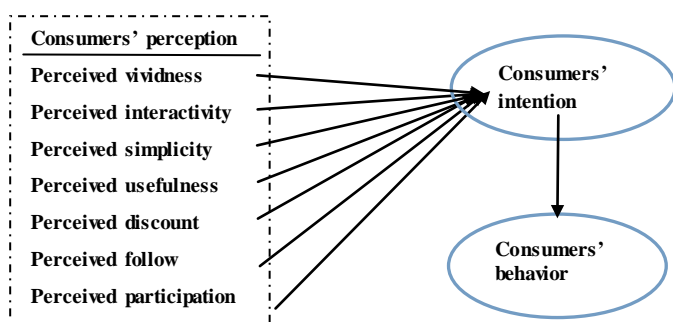 Consumers' perception
Perceived vividness
Perceived interactivity
Perceived simplicity
Perceived usefulness
Perceived discount
Perceived follow
Perceived participation
Consumers'
intention
Consumers'
behavior